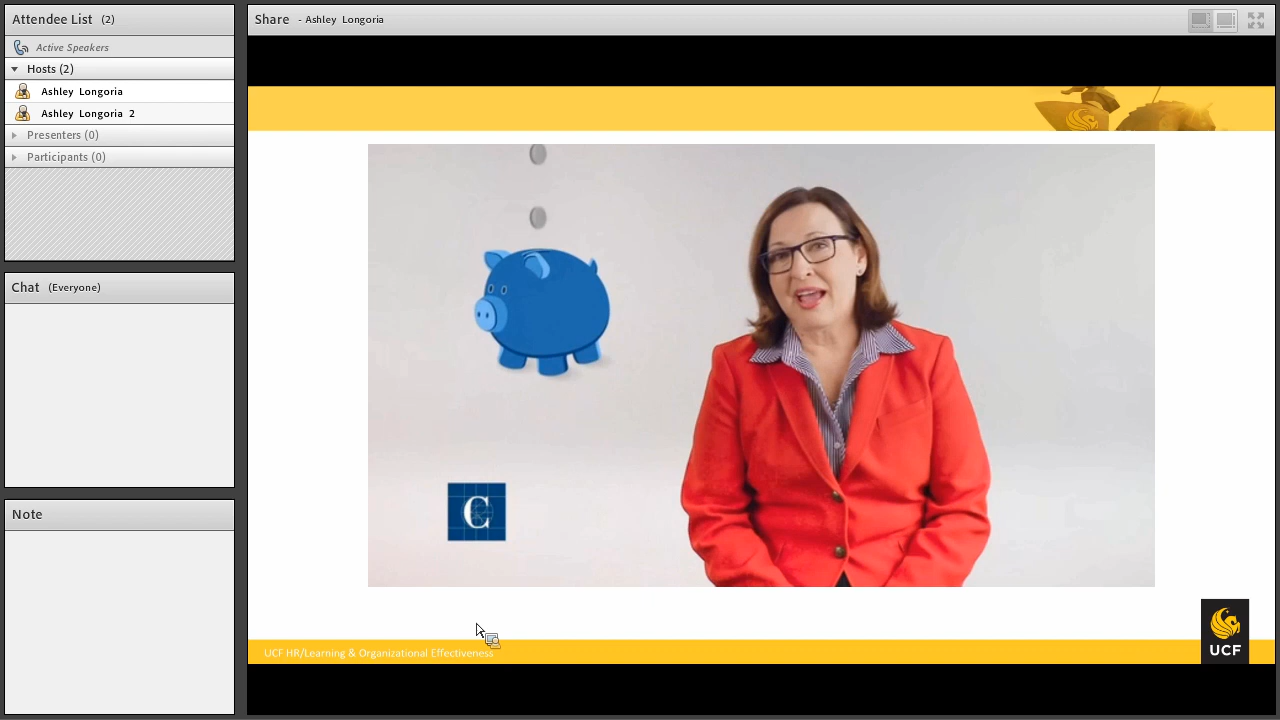 Attendee List (2)
Active Speakers
Hosts (2)
Ashley Longoria
Ashley Longoria 2
Presenters (0)
Participants (0)
Chat (Everyone)
Note
Share - Ashley Longoria
C
UCF HR/Learning & Organizational Effectiveness
UCF